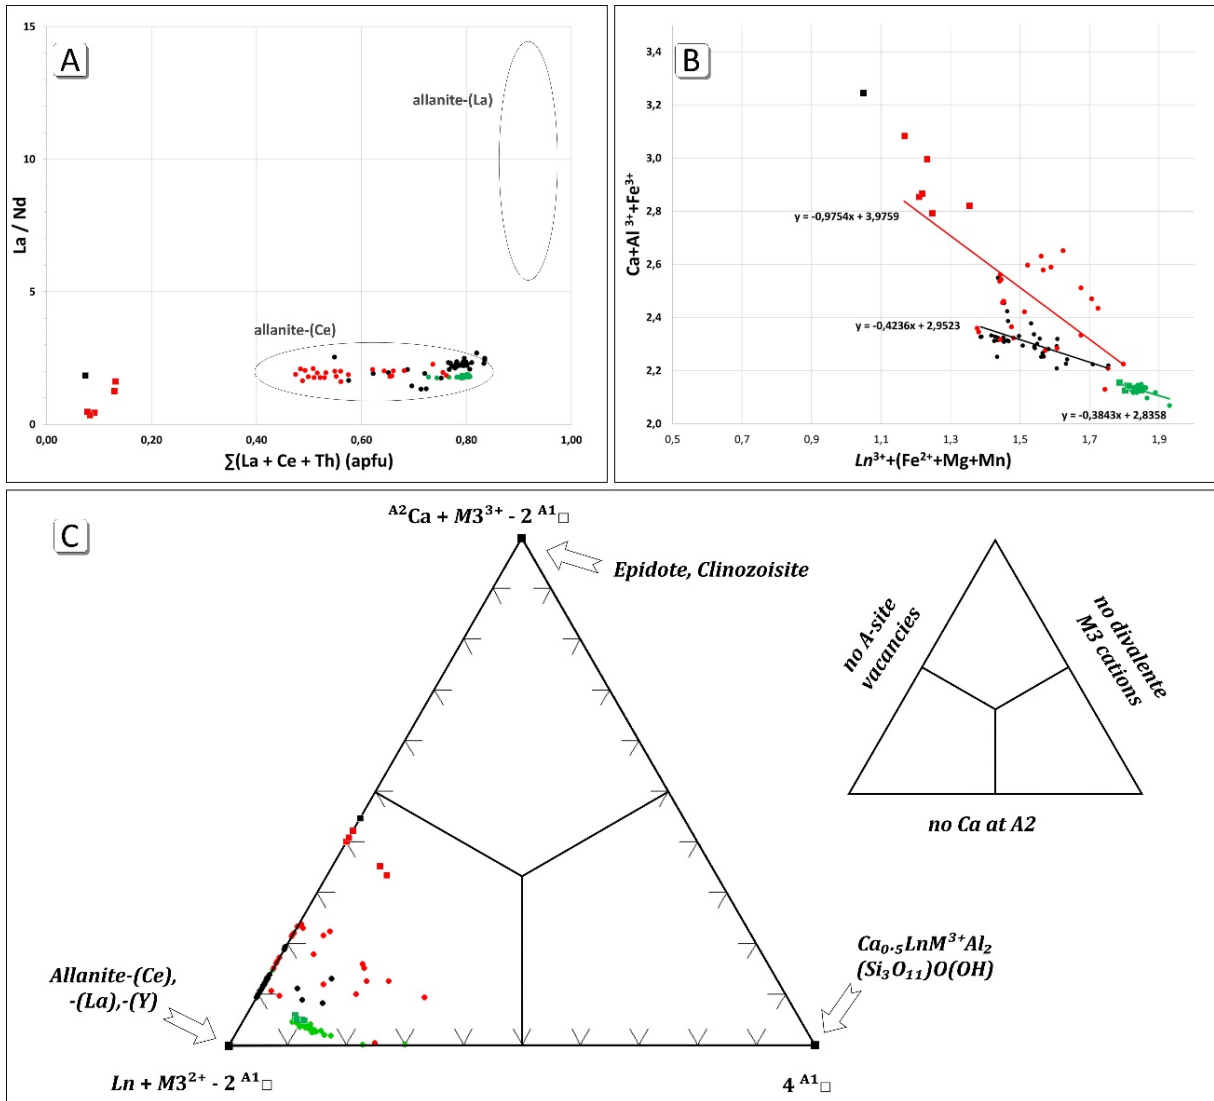 A
15
10
5
0
La / Nd
allanite-(La)
allanite-(Ce)
0,00 0,20 0,40 0,60 0,80 1,00
∑(La + Ce + Th) (apfu)
B
3,4
3,2
3,0
2,8
2,6
2,4
2,2
2,0
Ca+Al ³⁺+Fe³⁺
y = -0,9754x + 3,9759
y = -0,4236x + 2,9523
y = -0,3843x + 2,8358
0,5 0,7 0,9 1,1 1,3 1,5 1,7 1,9
Ln³⁺+(Fe²⁺+Mg+Mn)
C
ᴬ²Ca + M3³⁺ - 2 ᴬ¹□
Epidote, Clinozoisite
no A-site
vacancies
no divalente
M3 cations
no Ca at A2
Allanite-(Ce),
-(La),-(Y)
Ca₀.₅LnM³⁺Al₂
(Si₃O₁₁)O(OH)
Ln + M3²⁺ - 2 ᴬ¹□
4 ᴬ¹□